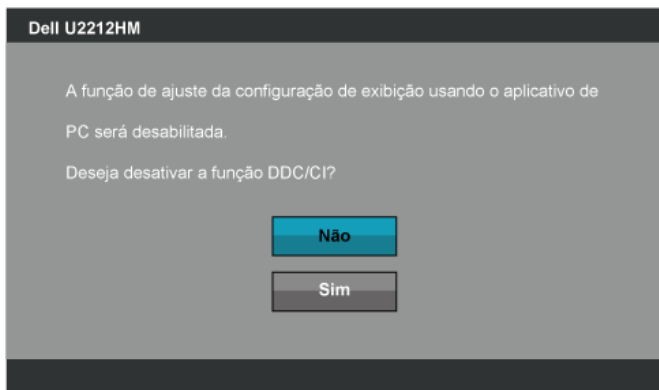 Dell U2212HM
A função de ajuste da configuração de exibição usando o aplicativo de
PC será desabilitada.
Deseja desativar a função DDC/CI?
Não
Sim